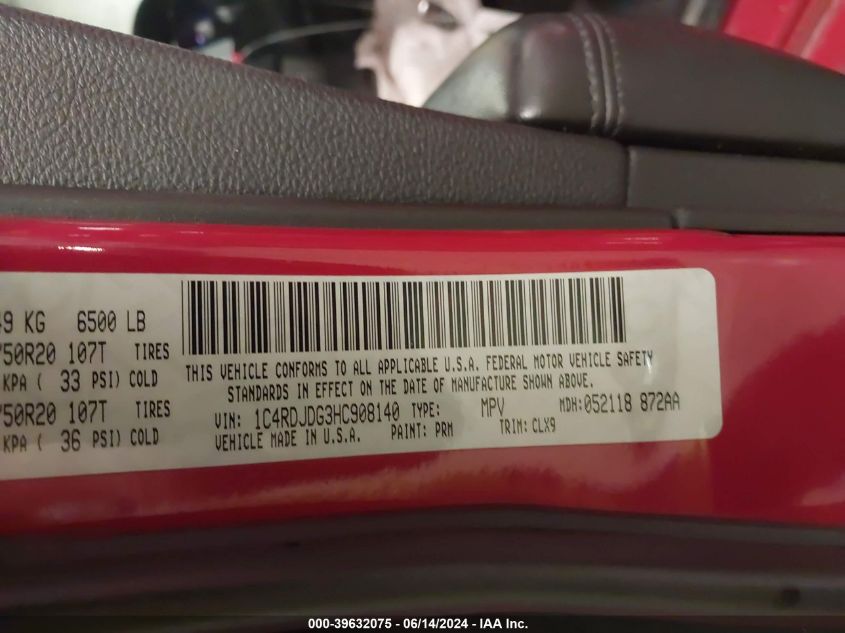 49 KG 6500 LB
/50R20 107T TIRES
KPA ( 33 PSI) COLD
/50R20 107T TIRES
KPA ( 36 PSI) COLD
THIS VEHICLE CONFORMS TO ALL APPLICABLE U.S.A. FEDERAL MOTOR VEHICLE SAFETY
STANDARDS IN EFFECT ON THE DATE OF MANUFACTURE SHOWN ABOVE.
VIN: 1C4RDJDG3HC908140 TYPE: MPV MDH:052118 872AA
VEHICLE MADE IN U.S.A. PAINT: PRM TRIM: CLX9
000-39632075 - 06/14/2024 - IAA Inc.